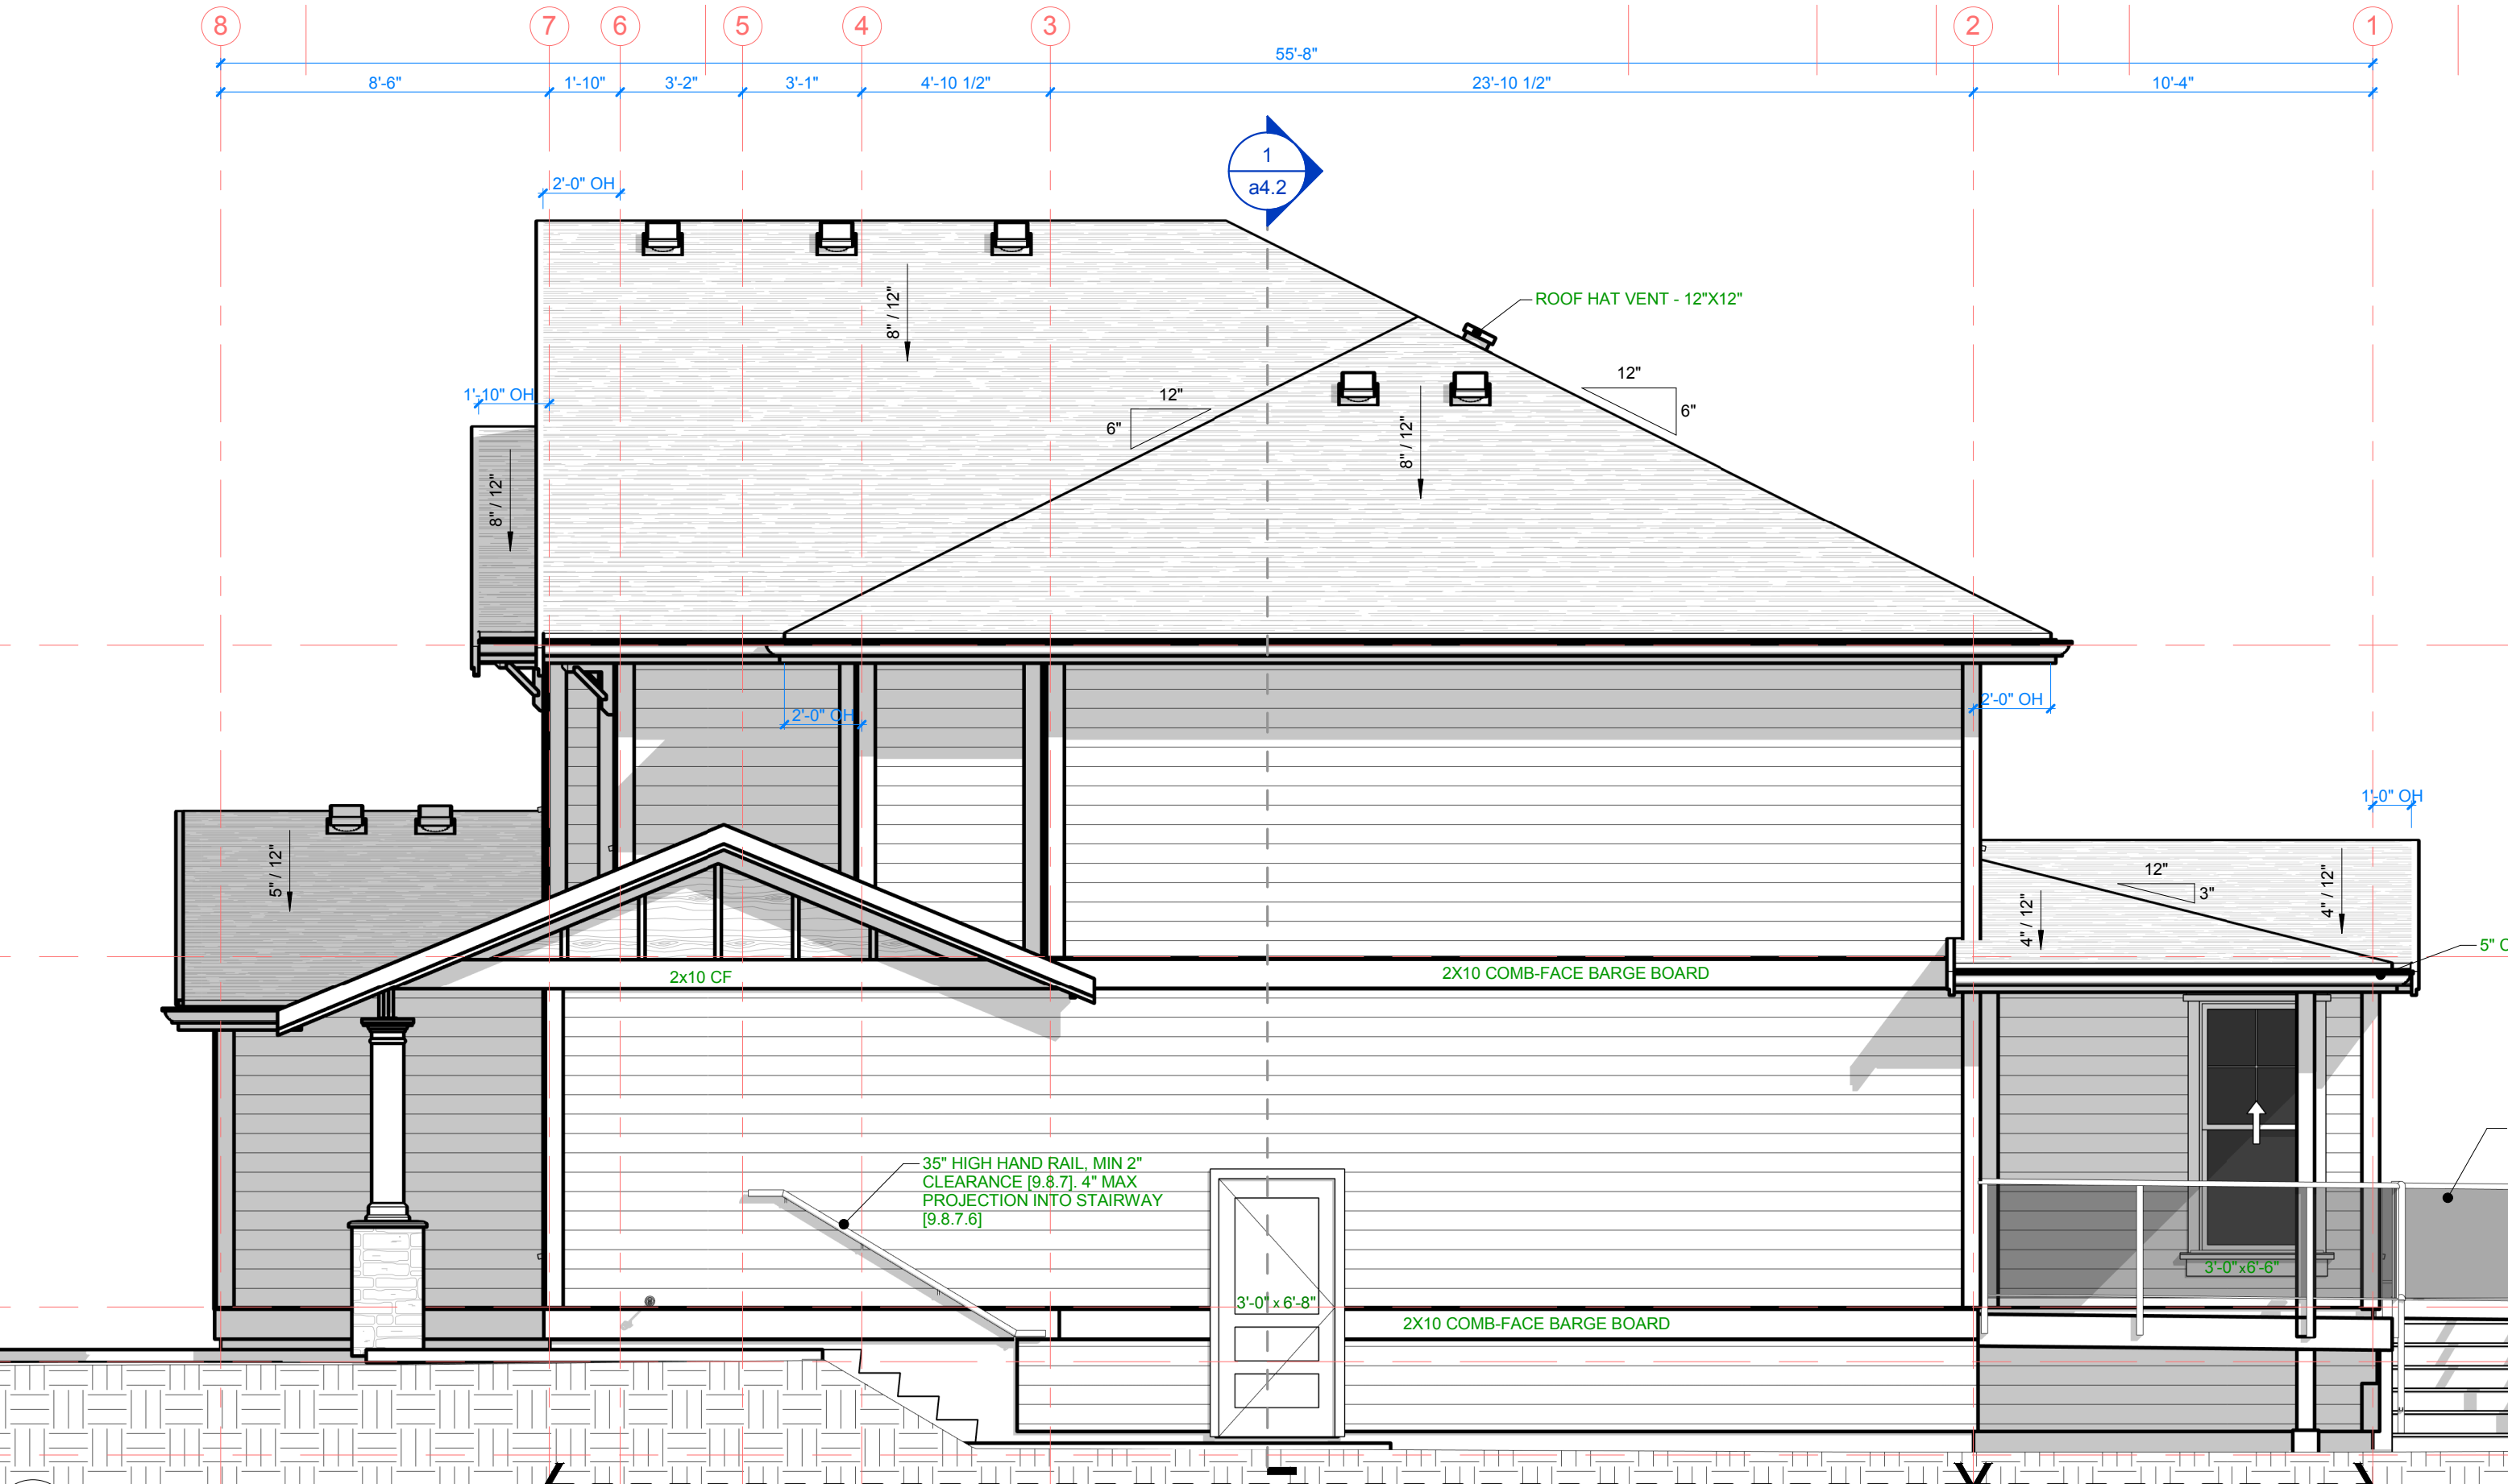 8 7 6 5 4 3 2 1
55'-8"
8'-6" 1'-10" 3'-2" 3'-1" 4'-10 1/2" 23'-10 1/2" 10'-4"
1
a4.2
2'-0" OH
ROOF HAT VENT - 12"X12"
8" / 12"
12"
6"
1'-10" OH
12"
6"
8" / 12"
8" / 12"
2'-0" OH
2'-0" OH
1'-0" OH
5" / 12"
12"
3"
4" / 12"
4" / 12"
5" C
2x10 CF
2X10 COMB-FACE BARGE BOARD
35" HIGH HAND RAIL, MIN 2"
CLEARANCE [9.8.7]. 4" MAX
PROJECTION INTO STAIRWAY
[9.8.7.6]
3'-0"x6'-6"
3'-0" x 6'-8"
2X10 COMB-FACE BARGE BOARD